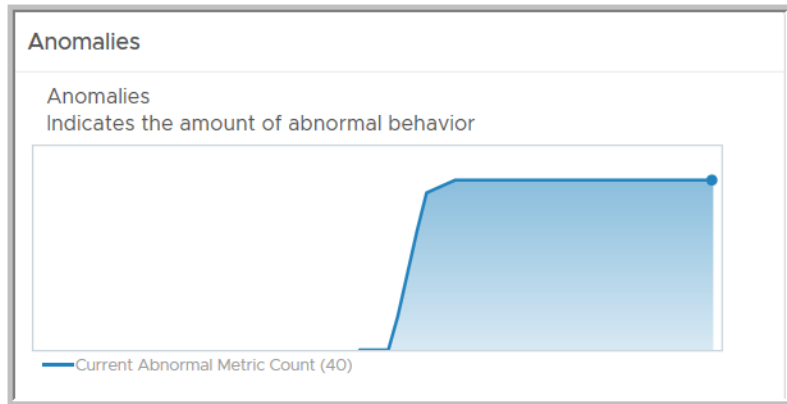 Anomalies
Anomalies
Indicates the amount of abnormal behavior
Current Abnormal Metric Count (40)